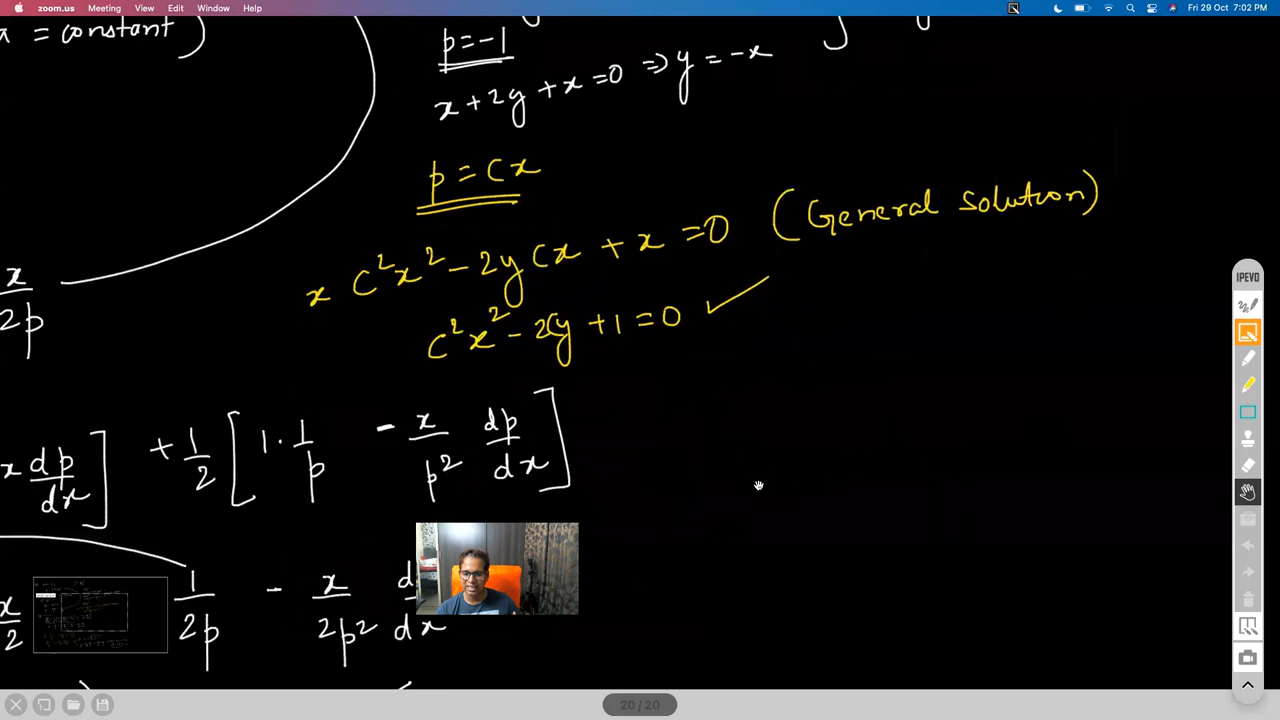 zoom.us Meeting View Edit Window Help Fri 29 Oct 7:02 PM
= constant )
p = -1
x + 2y + x = 0 ⇒ y = -x
p = cx
x c²x² - 2y cx + x = 0 (General solution)
c²x² - 2cy + 1 = 0 ✓
x/2p
x dp/dx ] + 1/2 [ 1 · 1/p - x/p² dp/dx ]
x/2 1/2p - x/2p² d/dx
IPEVO
20 / 20